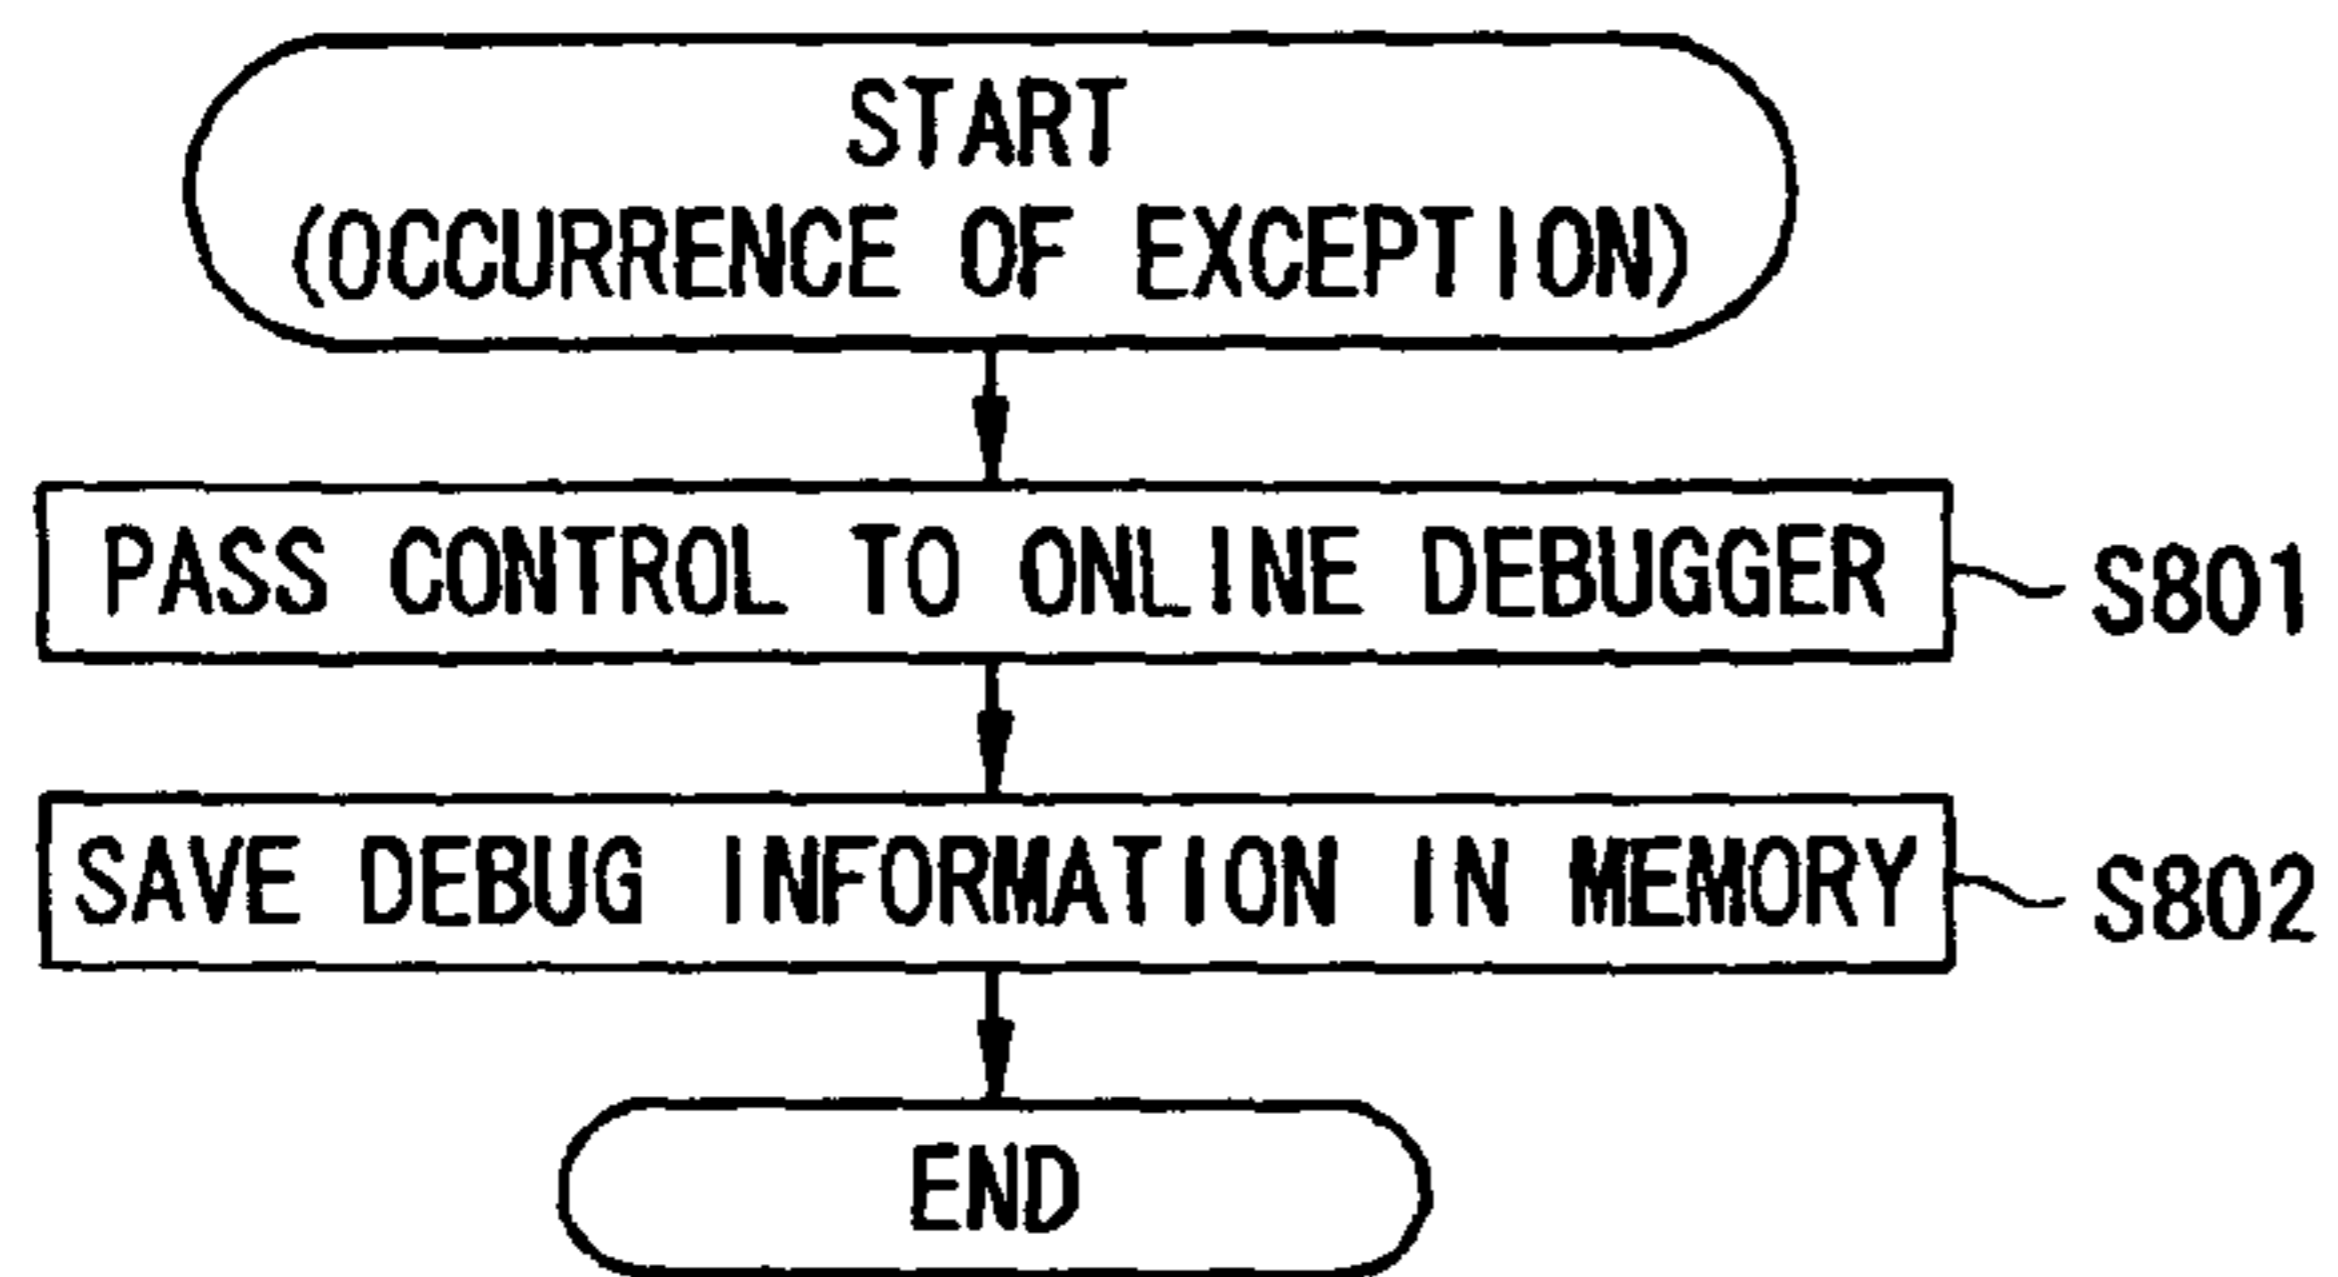 START
(OCCURRENCE OF EXCEPTION)
PASS CONTROL TO ONLINE DEBUGGER
S801
SAVE DEBUG INFORMATION IN MEMORY
S802
END